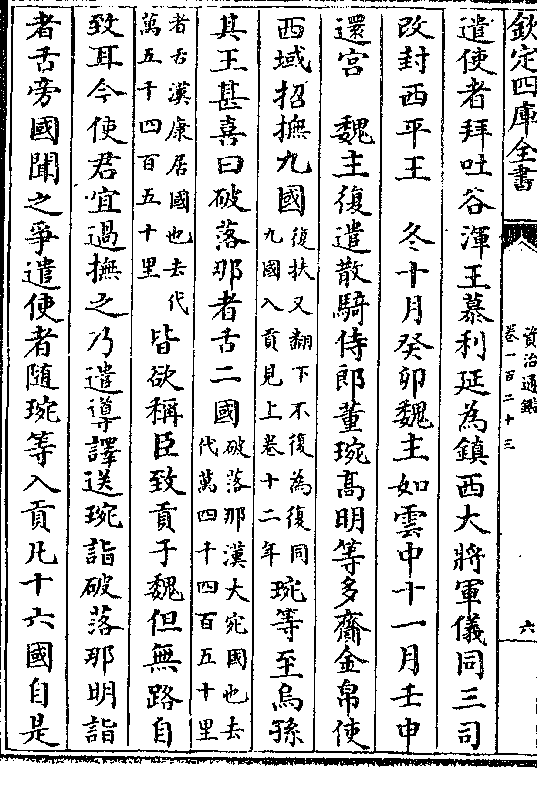 欽定四庫全書
資治通鑑
卷一百二十三
六
遣使者拜吐谷渾王慕利延為鎮西大將軍儀同三司
改封西平王　冬十月癸卯魏主如雲中十一月壬申
還宫　魏主復遣散騎侍郎董琬髙明等多齎金帛使
西域招撫九國
復扶又翻下不復為復同
九國入貢見上卷十二年
琬等至烏孫
其王甚喜曰破落那者舌二國
破落那漢大宛國也去
代萬四千四百五十里
者舌漢康居國也去代
萬五千四百五十里
皆欲稱臣致貢于魏但無路自
致耳今使君宜過撫之乃遣導譯送琬詣破落那明詣
者舌旁國聞之爭遣使者隨琬等入貢凡十六國自是